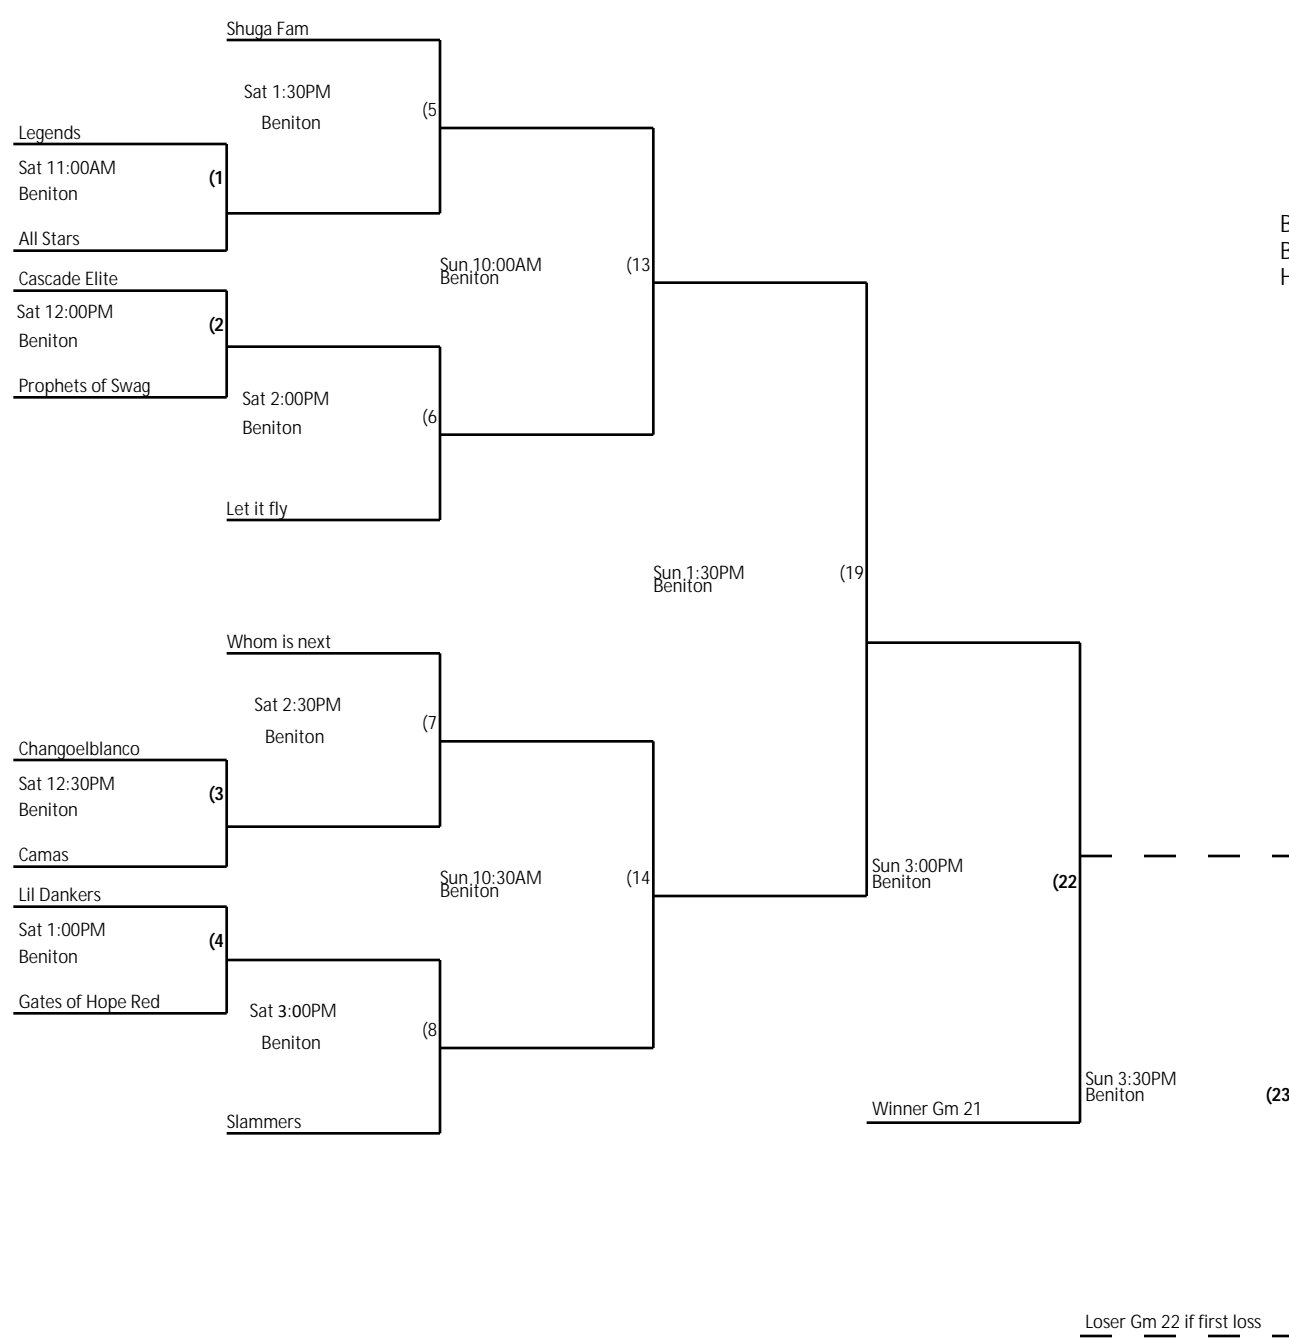 Shuga Fam
Sat 1:30PM
Beniton
(5
Legends
Sat 11:00AM
Beniton
(1
All Stars
Cascade Elite
Sat 12:00PM
Beniton
(2
Prophets of Swag
Sun 10:00AM
Beniton
(13
Sat 2:00PM
Beniton
(6
Let it fly
B
B
H
Sun 1:30PM
Beniton
(19
Whom is next
Sat 2:30PM
Beniton
(7
Changoelblanco
Sat 12:30PM
Beniton
(3
Camas
Lil Dankers
Sat 1:00PM
Beniton
(4
Gates of Hope Red
Sun 10:30AM
Beniton
(14
Sat 3:00PM
Beniton
(8
Slammers
Sun 3:00PM
Beniton
(22
Winner Gm 21
Sun 3:30PM
Beniton
(23
Loser Gm 22 if first loss